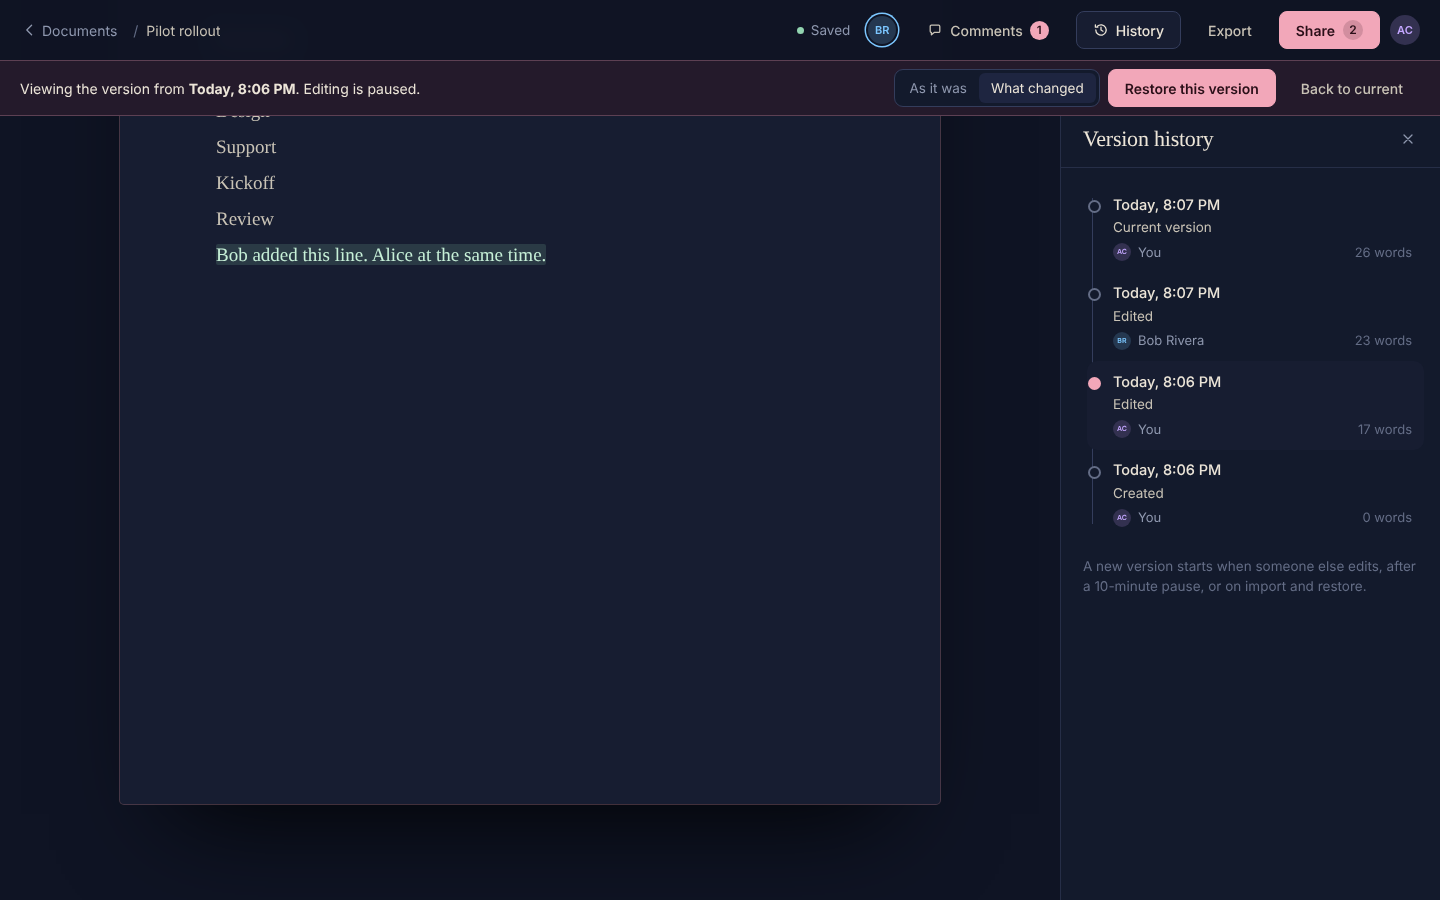 Documents / Pilot rollout
Saved
BR
Comments 1
History
Export
Share 2
AC
Viewing the version from Today, 8:06 PM. Editing is paused.
As it was
What changed
Restore this version
Back to current
Design
Support
Kickoff
Review
Bob added this line. Alice at the same time.
Version history
Today, 8:07 PM
Current version
AC You 26 words
Today, 8:07 PM
Edited
BR Bob Rivera 23 words
Today, 8:06 PM
Edited
AC You 17 words
Today, 8:06 PM
Created
AC You 0 words
A new version starts when someone else edits, after
a 10-minute pause, or on import and restore.